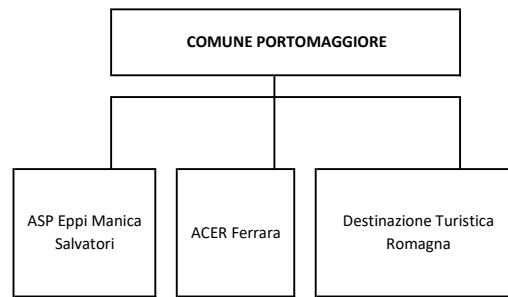 COMUNE PORTOMAGGIORE
ASP Eppi Manica
Salvatori
ACER Ferrara
Destinazione Turistica
Romagna